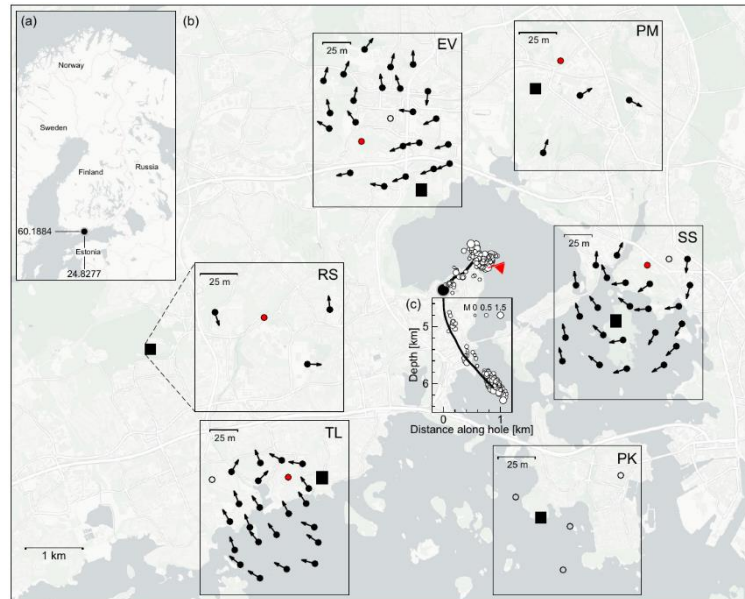 (a)
Norway
Sweden
Finland
Russia
60.1884
Estonia
24.8277
(b)
25 m
EV
25 m
PM
25 m
SS
RS
25 m
(c)
M 0 0.5 1.5
5
6
Depth [km]
0
1
Distance along hole [km]
TL
25 m
PK
25 m
1 km